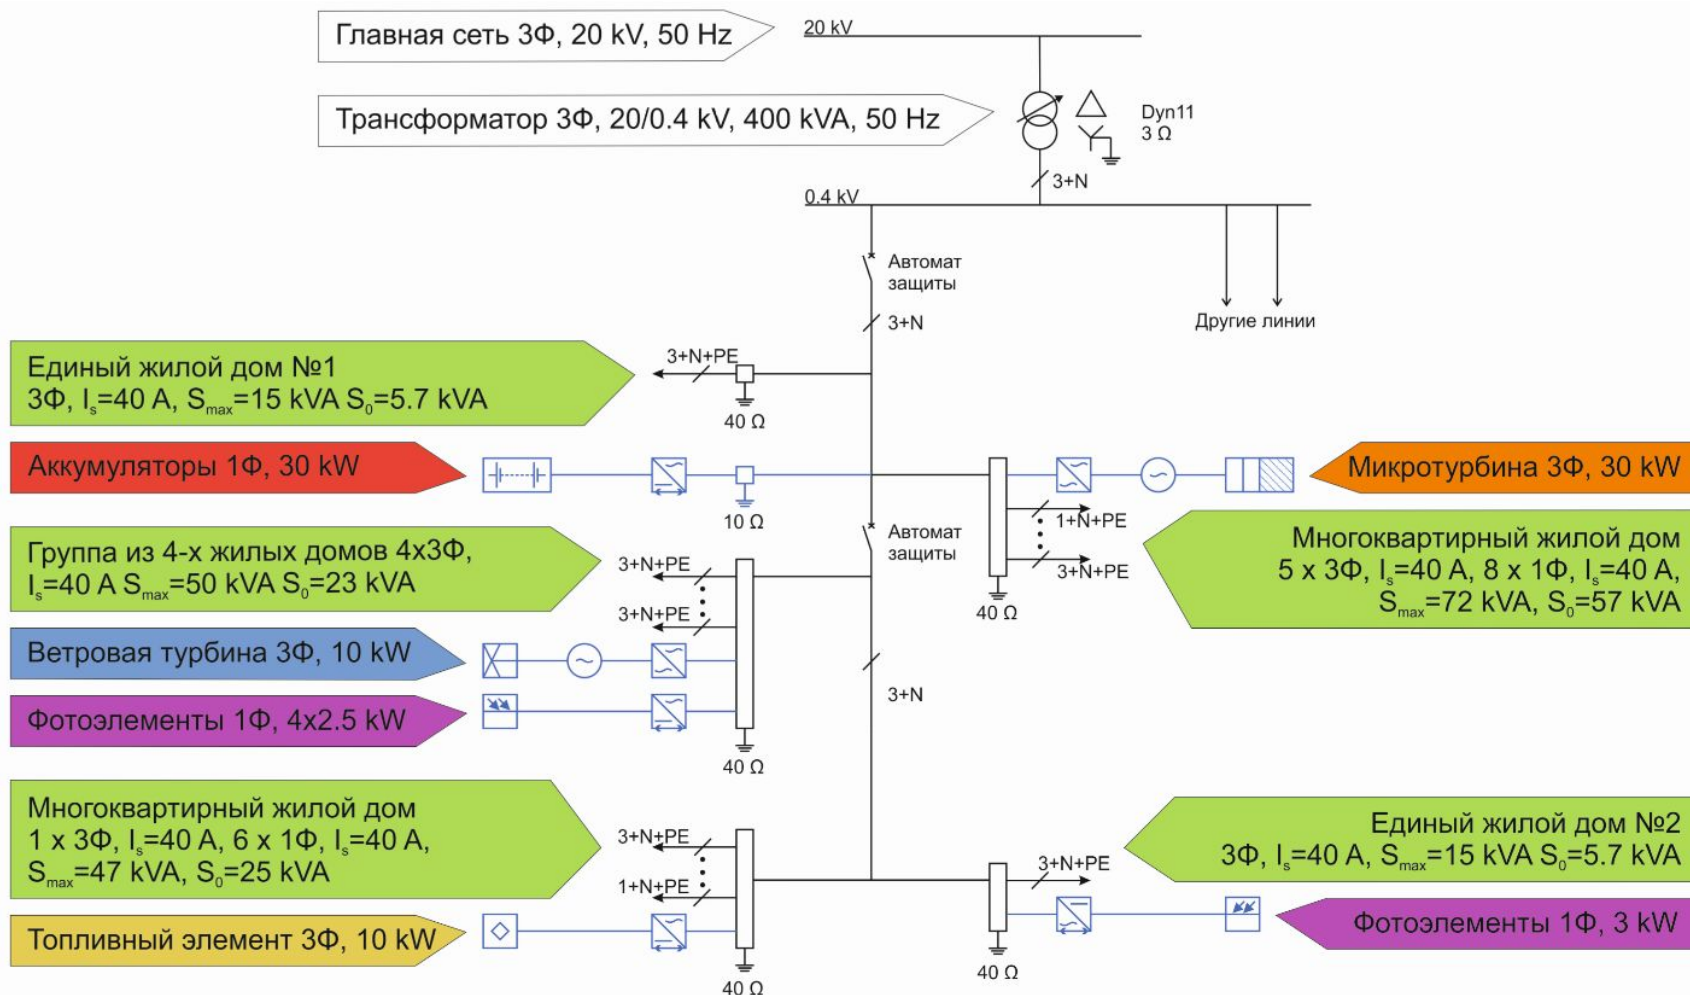 Главная сеть 3Ф, 20 kV, 50 Hz
20 kV
Трансформатор 3Ф, 20/0.4 kV, 400 kVA, 50 Hz
Dyn11
3 Ω
3+N
0.4 kV
Автомат
защиты
Другие линии
3+N
Единый жилой дом №1
3Ф, Is=40 A, Smax=15 kVA S0=5.7 kVA
3+N+PE
40 Ω
Аккумуляторы 1Ф, 30 kW
10 Ω
Микротурбина 3Ф, 30 kW
1+N+PE
3+N+PE
40 Ω
Многоквартирный жилой дом
5 x 3Ф, Is=40 A, 8 x 1Ф, Is=40 A,
Smax=72 kVA, S0=57 kVA
Автомат
защиты
Группа из 4-х жилых домов 4x3Ф,
Is=40 A Smax=50 kVA S0=23 kVA
3+N+PE
3+N+PE
Ветровая турбина 3Ф, 10 kW
Фотоэлементы 1Ф, 4x2.5 kW
40 Ω
3+N
Многоквартирный жилой дом
1 x 3Ф, Is=40 A, 6 x 1Ф, Is=40 A,
Smax=47 kVA, S0=25 kVA
3+N+PE
1+N+PE
Топливный элемент 3Ф, 10 kW
40 Ω
Единый жилой дом №2
3Ф, Is=40 A, Smax=15 kVA S0=5.7 kVA
3+N+PE
Фотоэлементы 1Ф, 3 kW
40 Ω